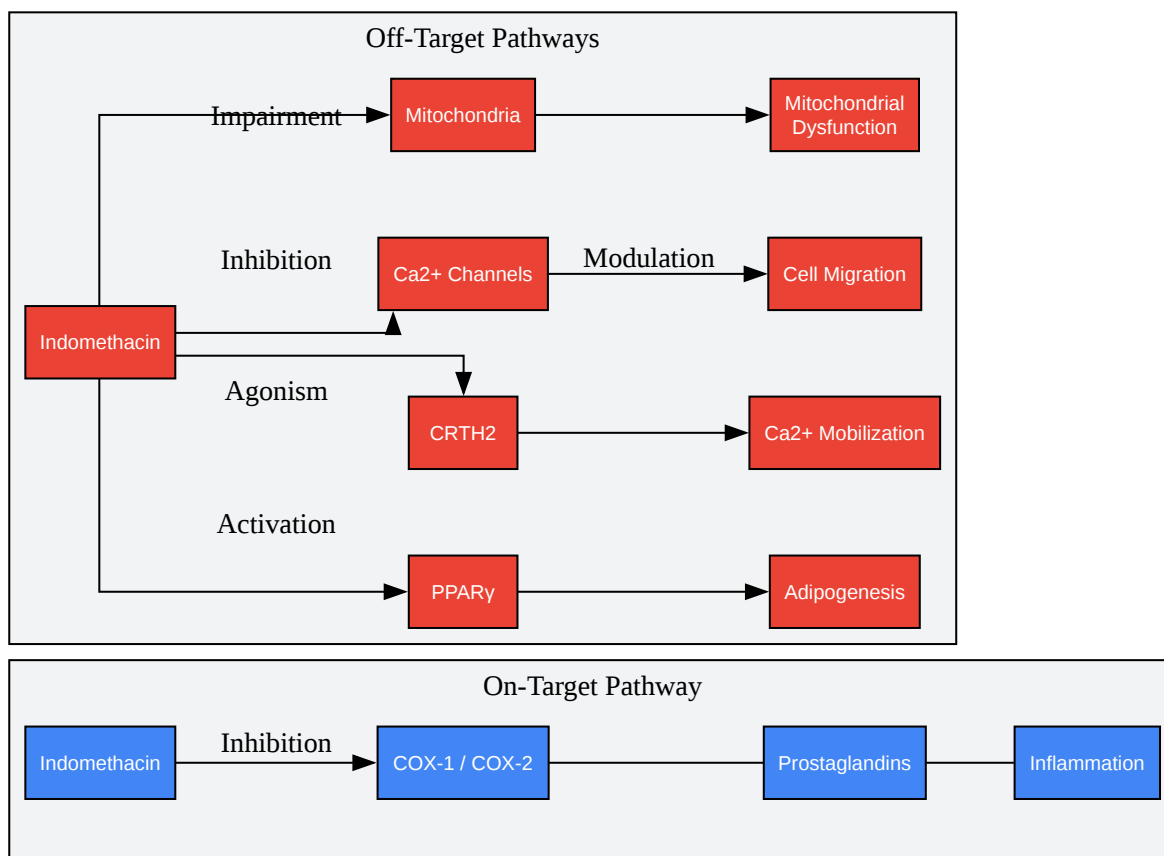 Off-Target Pathways
Impairment
Mitochondria
Mitochondrial
Dysfunction
Inhibition
Ca2+ Channels
Modulation
Cell Migration
Indomethacin
Agonism
CRTH2
Ca2+ Mobilization
Activation
PPARγ
Adipogenesis
On-Target Pathway
Indomethacin
Inhibition
COX-1 / COX-2
Prostaglandins
Inflammation